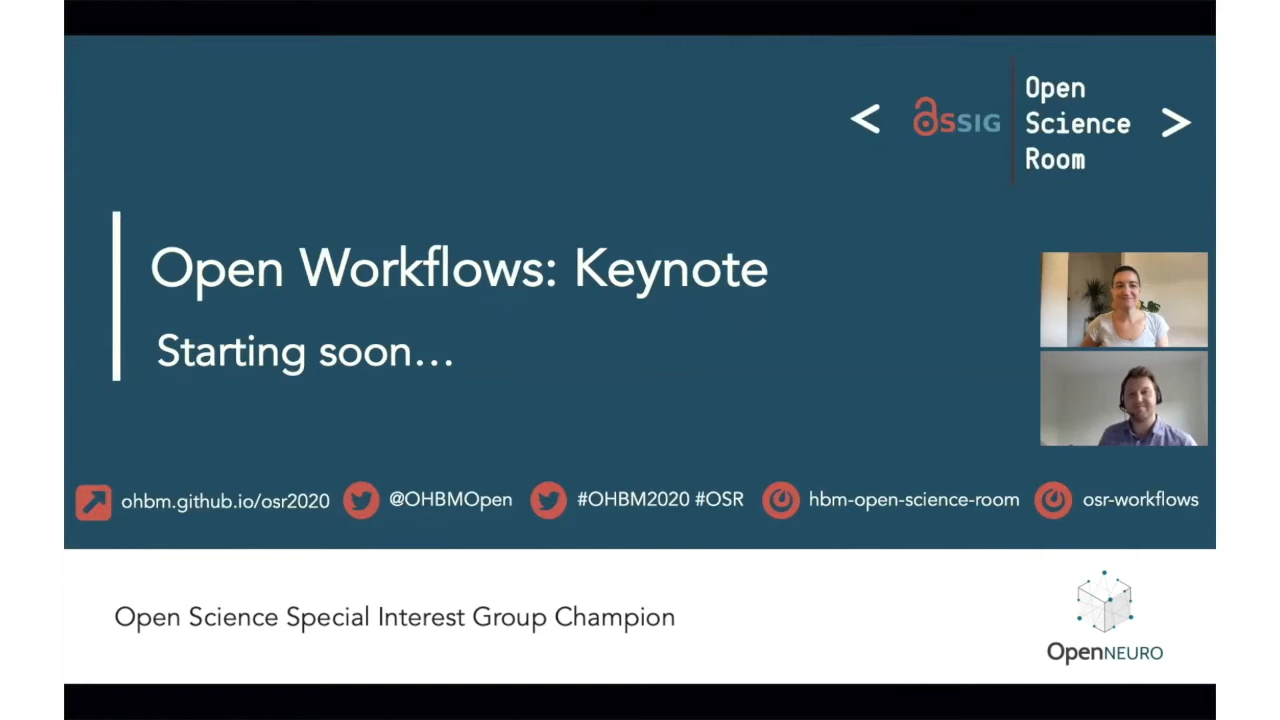 OSSIG
Open
Science
Room
Open Workflows: Keynote
Starting soon...
ohbm.github.io/osr2020
@OHBMOpen
#OHBM2020 #OSR
hbm-open-science-room
osr-workflows
Open Science Special Interest Group Champion
OpenNEURO